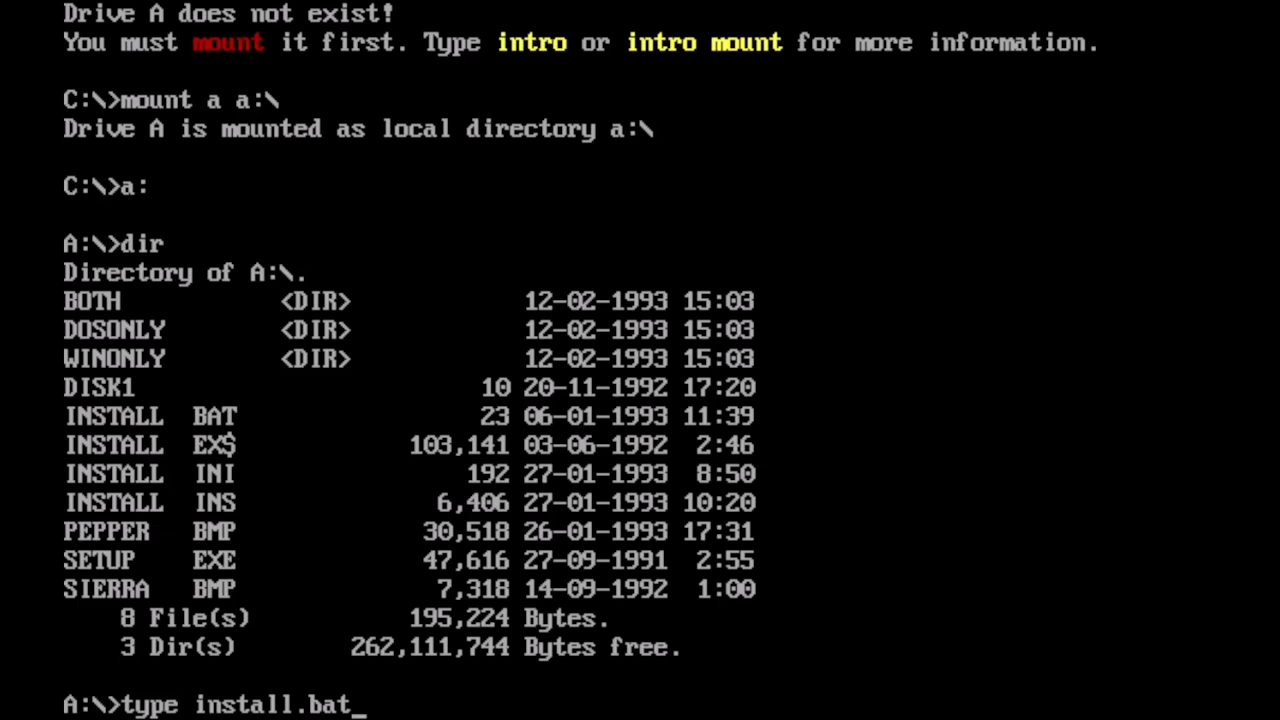 Drive A does not exist!
You must mount it first. Type intro or intro mount for more information.
C:\>mount a a:\
Drive A is mounted as local directory a:\
C:\>a:
A:\>dir
Directory of A:\.
BOTH <DIR> 12-02-1993 15:03
DOSONLY <DIR> 12-02-1993 15:03
WINONLY <DIR> 12-02-1993 15:03
DISK1 10 20-11-1992 17:20
INSTALL BAT 23 06-01-1993 11:39
INSTALL EX$ 103,141 03-06-1992 2:46
INSTALL INI 192 27-01-1993 8:50
INSTALL INS 6,406 27-01-1993 10:20
PEPPER BMP 30,518 26-01-1993 17:31
SETUP EXE 47,616 27-09-1991 2:55
SIERRA BMP 7,318 14-09-1992 1:00
8 File(s) 195,224 Bytes.
3 Dir(s) 262,111,744 Bytes free.
A:\>type install.bat_